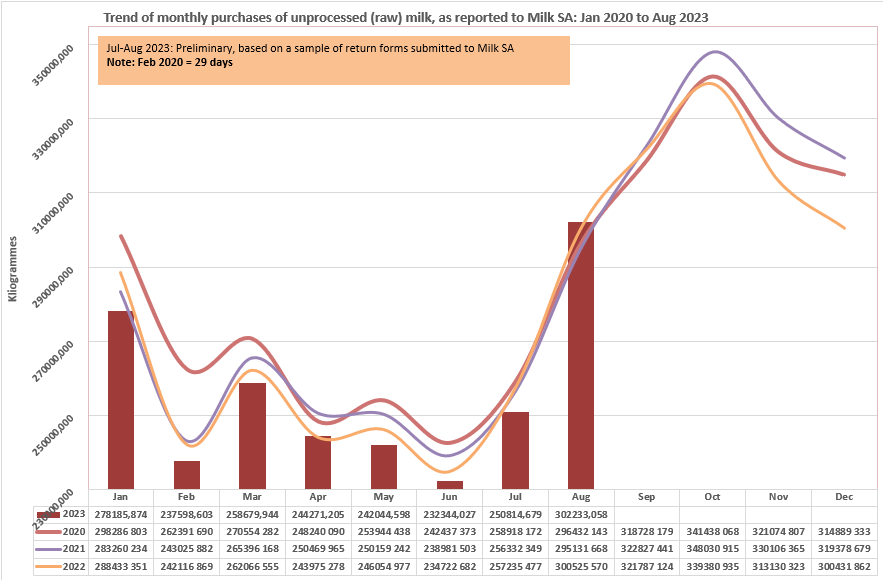 Trend of monthly purchases of unprocessed (raw) milk, as reported to Milk SA: Jan 2020 to Aug 2023
Jul-Aug 2023: Preliminary, based on a sample of return forms submitted to Milk SA
Note: Feb 2020 = 29 days
350000,000
330000,000
310000,000
290000,000
270000,000
250000,000
230000,000
Kliogrammes
Jan Feb Mar Apr May Jun Jul Aug Sep Oct Nov Dec
2023 278185,874 237598,603 258679,944 244271,205 242044,598 232344,027 250814,679 302233,058
2020 298286 803 262391 690 270554 282 248240 090 253944 438 242437 373 258918 172 296432 143 318728 179 341438 068 321074 807 314889 333
2021 283260 234 243025 882 265396 168 250469 965 250159 242 238981 503 256332 349 295131 668 322827 441 348030 915 330106 365 319378 679
2022 288433 351 242116 869 262066 555 243975 278 246054 977 234722 682 257235 477 300525 570 321787 124 339380 935 313130 323 300431 862